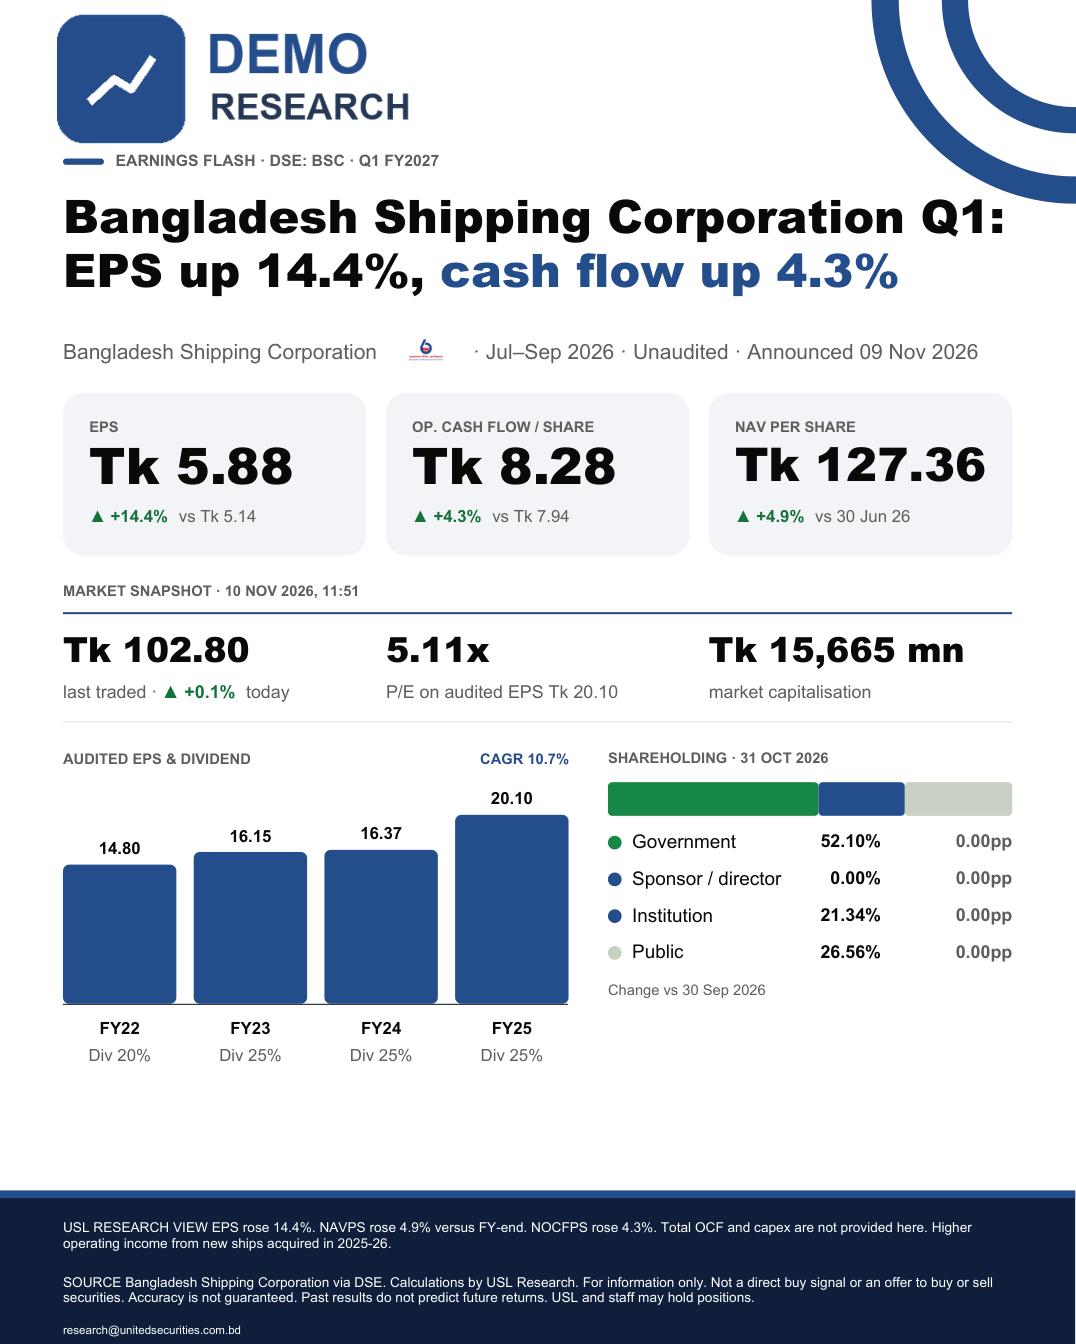 DEMO
RESEARCH
EARNINGS FLASH · DSE: BSC · Q1 FY2027
Bangladesh Shipping Corporation Q1:
EPS up 14.4%, cash flow up 4.3%
Bangladesh Shipping Corporation · Jul–Sep 2026 · Unaudited · Announced 09 Nov 2026
EPS
Tk 5.88
▲ +14.4% vs Tk 5.14
OP. CASH FLOW / SHARE
Tk 8.28
▲ +4.3% vs Tk 7.94
NAV PER SHARE
Tk 127.36
▲ +4.9% vs 30 Jun 26
MARKET SNAPSHOT · 10 NOV 2026, 11:51
Tk 102.80
last traded · ▲ +0.1% today
5.11x
P/E on audited EPS Tk 20.10
Tk 15,665 mn
market capitalisation
AUDITED EPS & DIVIDEND CAGR 10.7%
14.80 16.15 16.37 20.10
FY22 FY23 FY24 FY25
Div 20% Div 25% Div 25% Div 25%
SHAREHOLDING · 31 OCT 2026
Government 52.10% 0.00pp
Sponsor / director 0.00% 0.00pp
Institution 21.34% 0.00pp
Public 26.56% 0.00pp
Change vs 30 Sep 2026
USL RESEARCH VIEW EPS rose 14.4%. NAVPS rose 4.9% versus FY-end. NOCFPS rose 4.3%. Total OCF and capex are not provided here. Higher
operating income from new ships acquired in 2025-26.
SOURCE Bangladesh Shipping Corporation via DSE. Calculations by USL Research. For information only. Not a direct buy signal or an offer to buy or sell
securities. Accuracy is not guaranteed. Past results do not predict future returns. USL and staff may hold positions.
research@unitedsecurities.com.bd